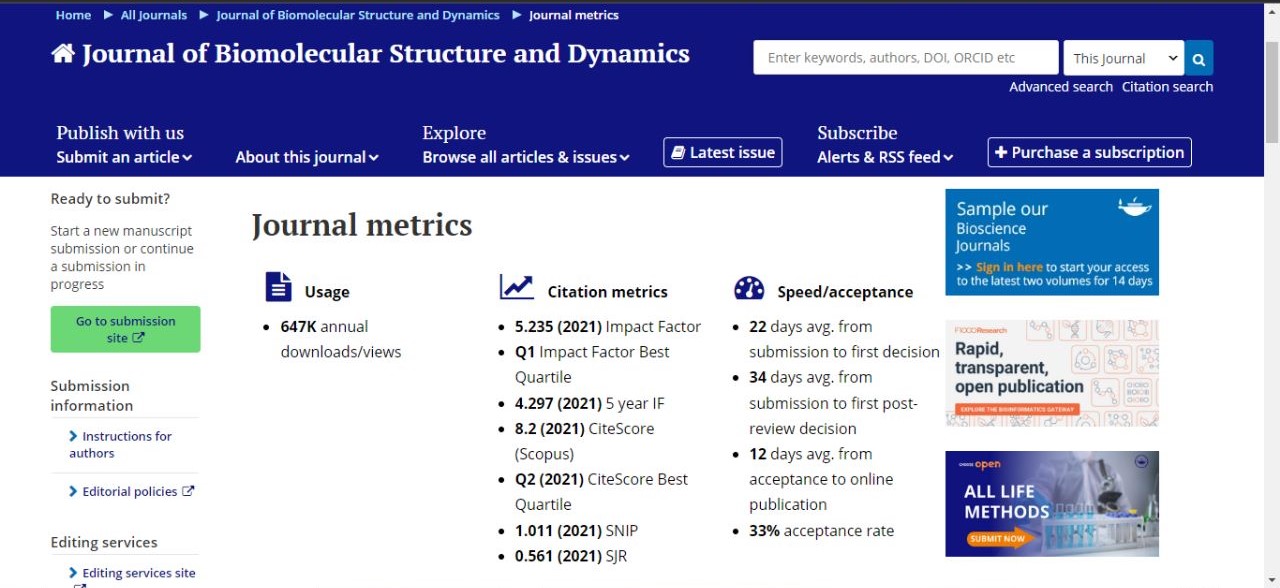 Home ▶ All Journals ▶ Journal of Biomolecular Structure and Dynamics ▶ Journal metrics
Journal of Biomolecular Structure and Dynamics
Enter keywords, authors, DOI, ORCID etc
This Journal
Advanced search Citation search
Publish with us
Submit an article
About this journal
Explore
Browse all articles & issues
Latest issue
Subscribe
Alerts & RSS feed
+ Purchase a subscription
Ready to submit?
Start a new manuscript
submission or continue
a submission in
progress
Go to submission
site
Submission
information
Instructions for
authors
Editorial policies
Editing services
Editing services site
Journal metrics
Usage
• 647K annual
downloads/views
Citation metrics
• 5.235 (2021) Impact Factor
• Q1 Impact Factor Best
Quartile
• 4.297 (2021) 5 year IF
• 8.2 (2021) CiteScore
(Scopus)
• Q2 (2021) CiteScore Best
Quartile
• 1.011 (2021) SNIP
• 0.561 (2021) SJR
Speed/acceptance
• 22 days avg. from
submission to first decision
• 34 days avg. from
submission to first post-
review decision
• 12 days avg. from
acceptance to online
publication
• 33% acceptance rate
Sample our
Bioscience
Journals
>> Sign in here to start your access
to the latest two volumes for 14 days
F1000Research
Rapid,
transparent,
open publication
EXPLORE THE BIOINFORMATICS GATEWAY
CHOOSE open
ALL LIFE
METHODS
SUBMIT NOW